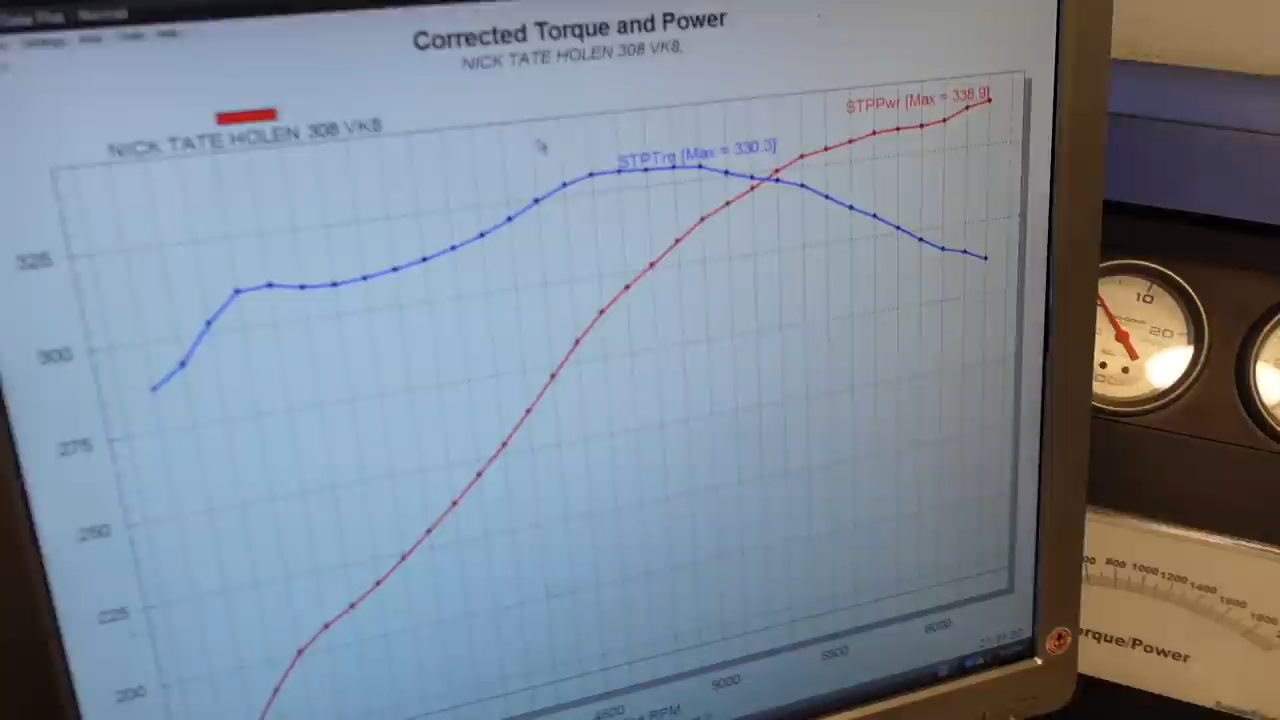 Corrected Torque and Power
NICK TATE HOLEN 308 VK8,
NICK TATE HOLEN 308 VK8
STPPwr [Max = 338.9]
STPTrq [Max = 330.3]
325
300
275
250
225
200
4500
5000
5500
6000
RPM
10
20
800 1000 1200 1400 1600
orque/Power